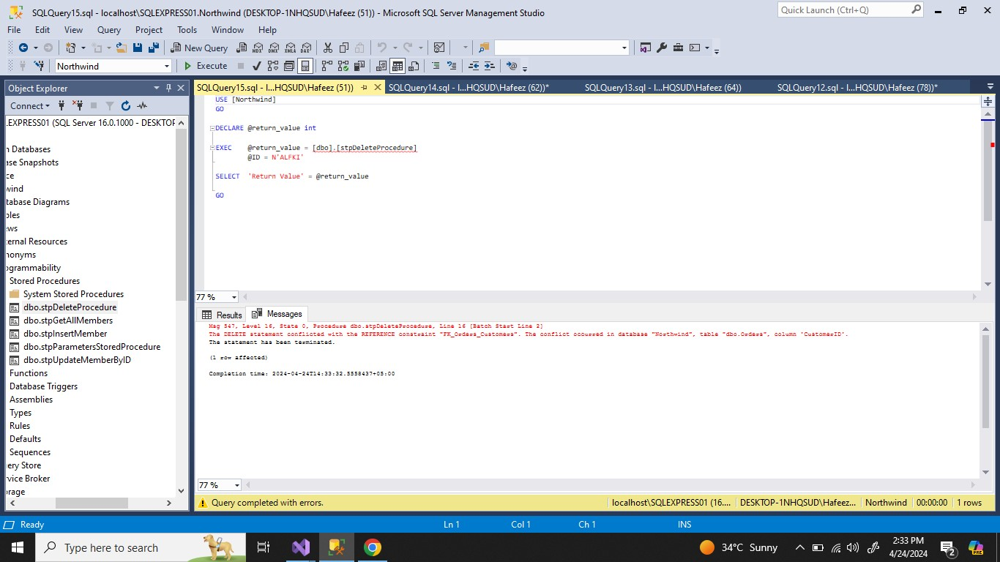 SQLQuery15.sql - localhost\SQLEXPRESS01.Northwind (DESKTOP-1NHQSUD\Hafeez (51)) - Microsoft SQL Server Management Studio
Quick Launch (Ctrl+Q)
File Edit View Query Project Tools Window Help
New Query MDX DMX XMLA DAX
Northwind Execute
Object Explorer
Connect
.EXPRESS01 (SQL Server 16.0.1000 - DESKTOP
n Databases
ase Snapshots
ce
wind
tabase Diagrams
oles
ews
ternal Resources
nonyms
ogrammability
Stored Procedures
System Stored Procedures
dbo.stpDeleteProcedure
dbo.stpGetAllMembers
dbo.stpInsertMember
dbo.stpParametersStoredProcedure
dbo.stpUpdateMemberByID
Functions
Database Triggers
Assemblies
Types
Rules
Defaults
Sequences
ery Store
rvice Broker
orage
SQLQuery15.sql - l...HQSUD\Hafeez (51)) SQLQuery14.sql - l...HQSUD\Hafeez (62))* SQLQuery13.sql - l...HQSUD\Hafeez (64)) SQLQuery12.sql - l...HQSUD\Hafeez (78))*
USE [Northwind]
GO
DECLARE @return_value int
EXEC @return_value = [dbo].[stpDeleteProcedure]
@ID = N'ALFKI'
SELECT 'Return Value' = @return_value
GO
77 %
Results Messages
Msg 547, Level 16, State 0, Procedure dbo.stpDeleteProcedure, Line 16 [Batch Start Line 2]
The DELETE statement conflicted with the REFERENCE constraint "FK_Orders_Customers". The conflict occurred in database "Northwind", table "dbo.Orders", column 'CustomerID'.
The statement has been terminated.
(1 row affected)
Completion time: 2024-04-24T14:33:32.5558437+05:00
77 %
Query completed with errors. localhost\SQLEXPRESS01 (16.... DESKTOP-1NHQSUD\Hafeez... Northwind 00:00:00 1 rows
Ready Ln 1 Col 1 Ch 1 INS
Type here to search 34°C Sunny 2:33 PM
4/24/2024
2
PRE